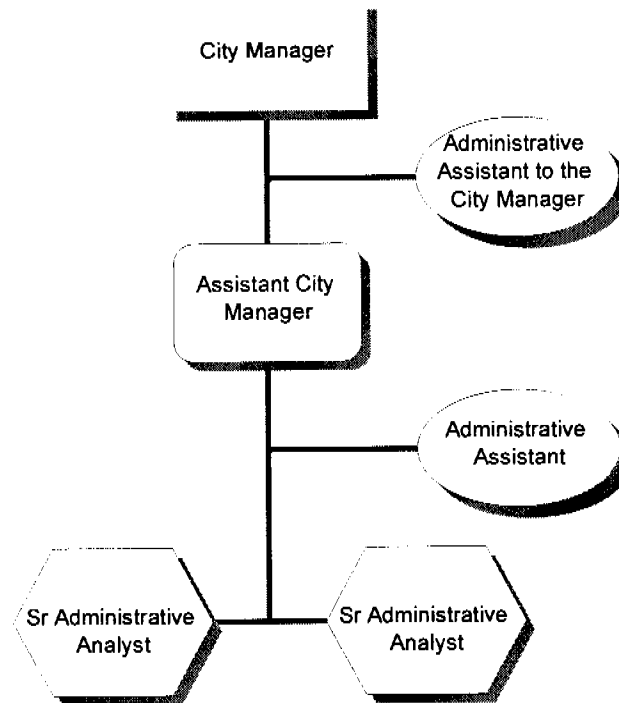 City Manager
Administrative
Assistant to the
City Manager
Assistant City
Manager
Administrative
Assistant
Sr Administrative
Analyst
Sr Administrative
Analyst